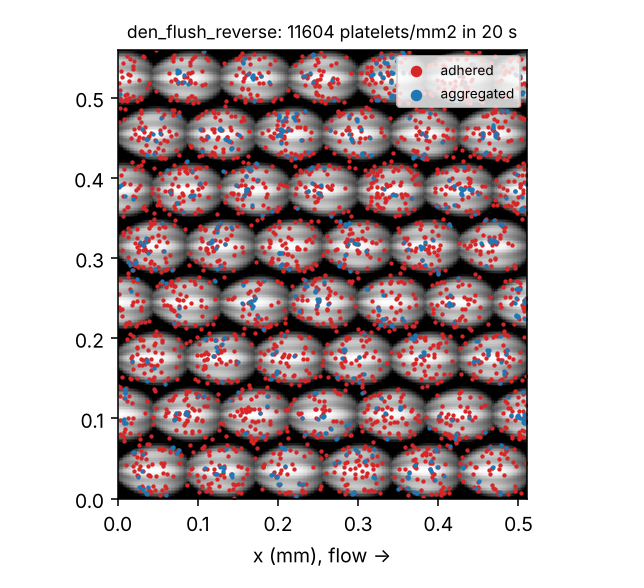 den_flush_reverse: 11604 platelets/mm2 in 20 s
adhered
aggregated
0.5
0.4
0.3
0.2
0.1
0.0
0.0 0.1 0.2 0.3 0.4 0.5
x (mm), flow →